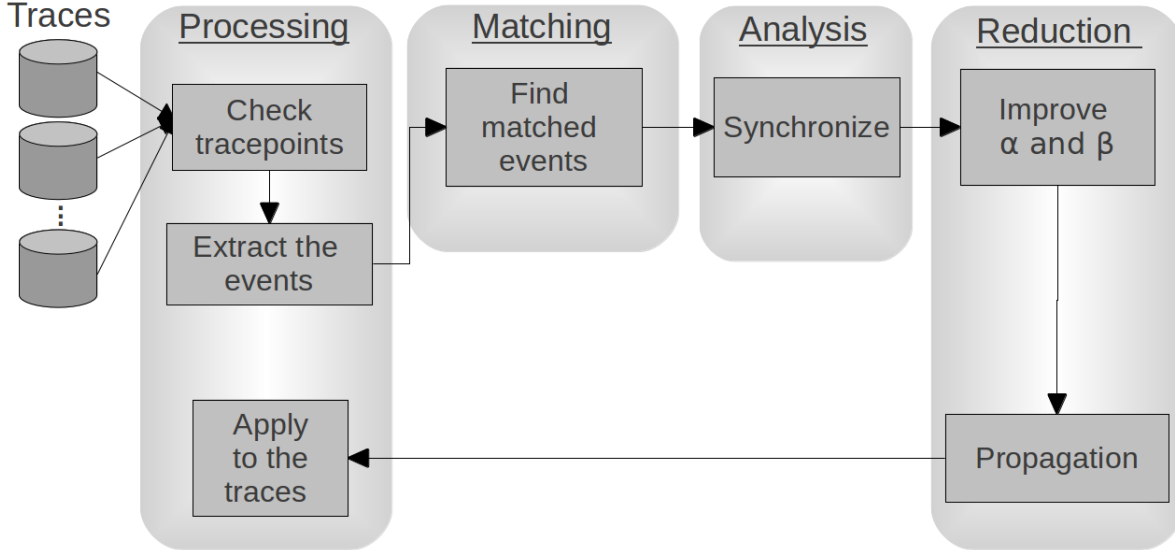 Traces
Processing
Matching
Analysis
Reduction
Check
tracepoints
Find
matched
events
Synchronize
Improve
α and β
Extract the
events
Apply
to the
traces
Propagation